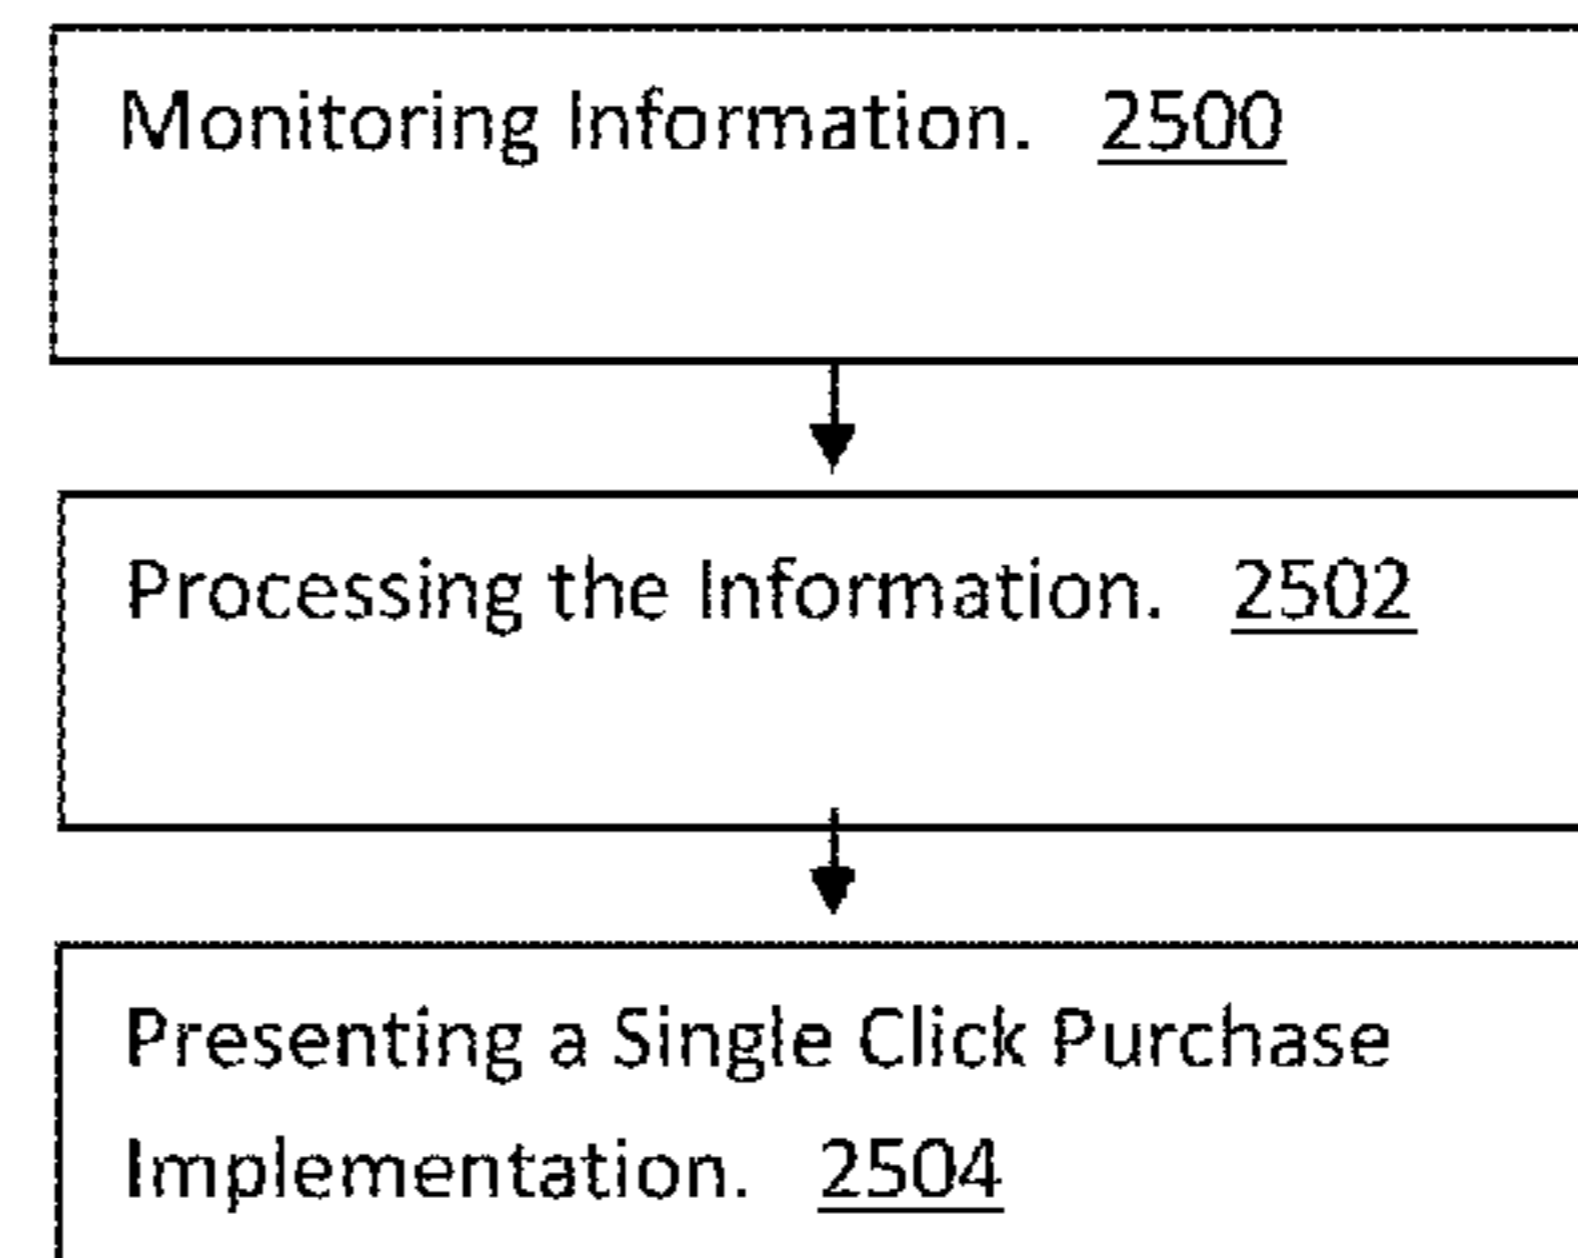 Monitoring Information. 2500
Processing the Information. 2502
Presenting a Single Click Purchase
Implementation. 2504